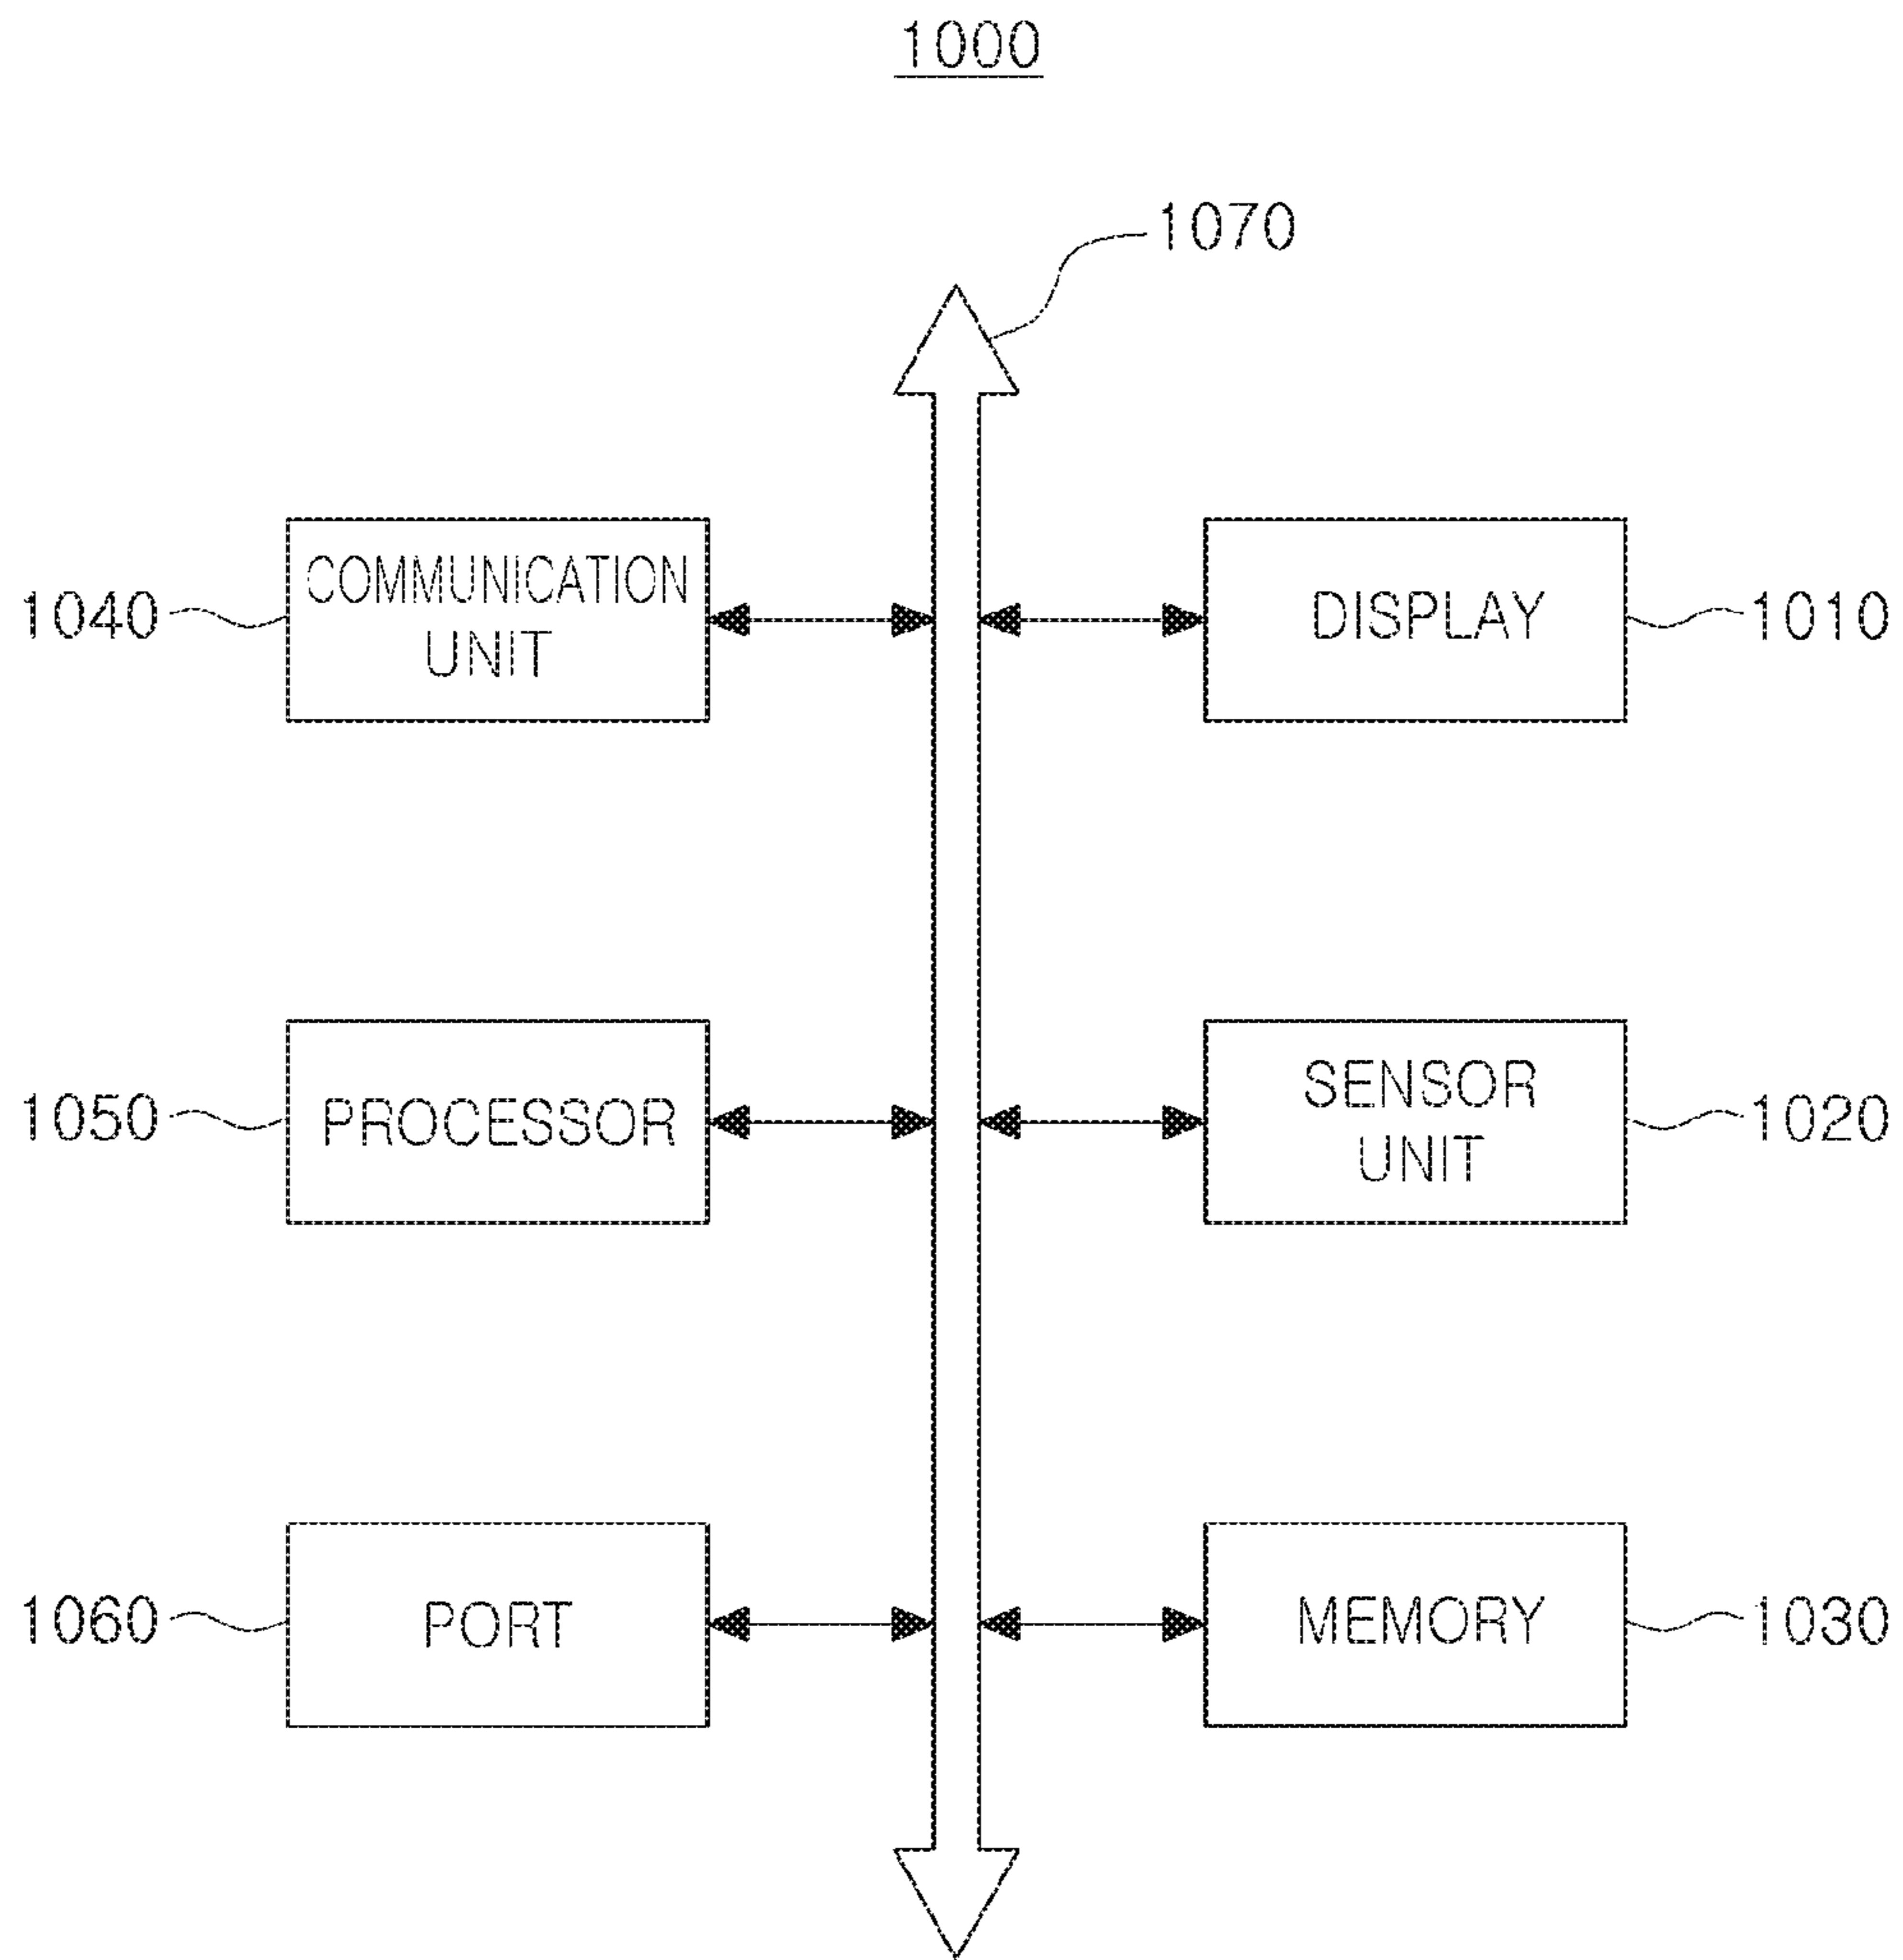 1000
1070
1040
COMMUNICATION
UNIT
DISPLAY
1010
1050
PROCESSOR
SENSOR
UNIT
1020
1060
PORT
MEMORY
1030